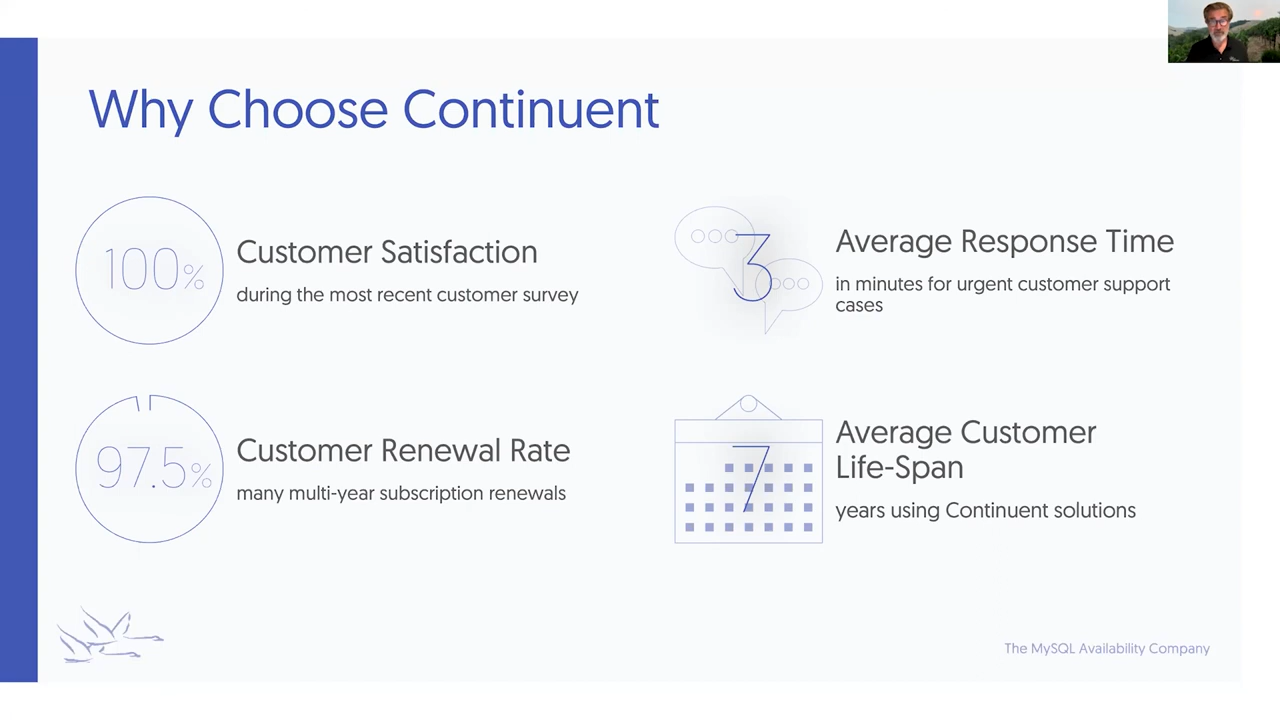 Why Choose Continuent
100%
Customer Satisfaction
during the most recent customer survey
3
Average Response Time
in minutes for urgent customer support
cases
97.5%
Customer Renewal Rate
many multi-year subscription renewals
7
Average Customer
Life-Span
years using Continuent solutions
The MySQL Availability Company